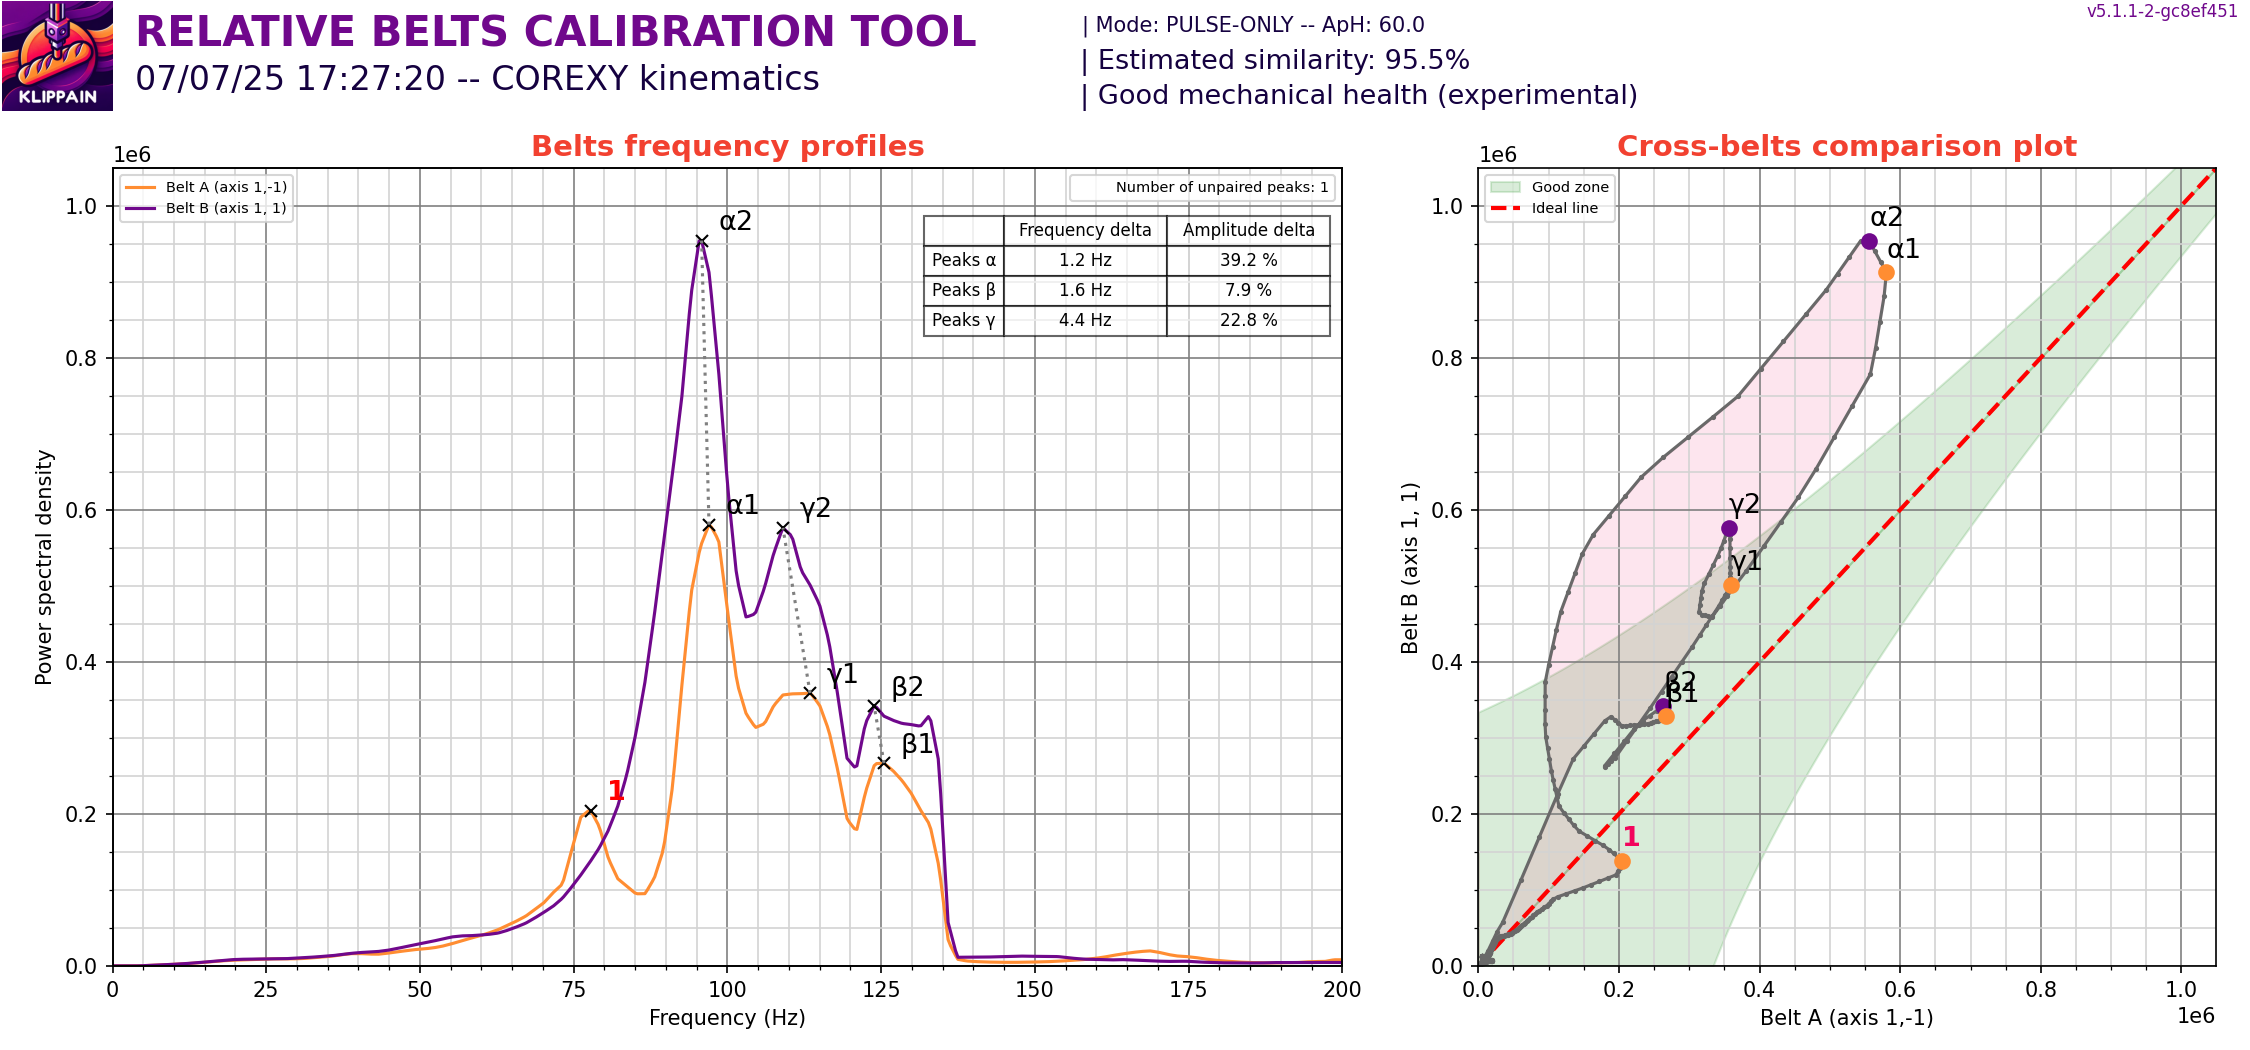 KLIPPAIN
RELATIVE BELTS CALIBRATION TOOL
07/07/25 17:27:20 -- COREXY kinematics
| Mode: PULSE-ONLY -- ApH: 60.0
| Estimated similarity: 95.5%
| Good mechanical health (experimental)
v5.1.1-2-gc8ef451
Belts frequency profiles
1e6
Belt A (axis 1,-1)
Belt B (axis 1, 1)
Number of unpaired peaks: 1
Frequency delta Amplitude delta
Peaks α 1.2 Hz 39.2 %
Peaks β 1.6 Hz 7.9 %
Peaks γ 4.4 Hz 22.8 %
α2
α1
γ2
γ1
β2
β1
1
1.0
0.8
0.6
0.4
0.2
0.0
Power spectral density
0 25 50 75 100 125 150 175 200
Frequency (Hz)
Cross-belts comparison plot
1e6
Good zone
Ideal line
α2
α1
γ2
γ1
β2
β1
1
1.0
0.8
0.6
0.4
0.2
0.0
Belt B (axis 1, 1)
0.0 0.2 0.4 0.6 0.8 1.0
Belt A (axis 1,-1)
1e6